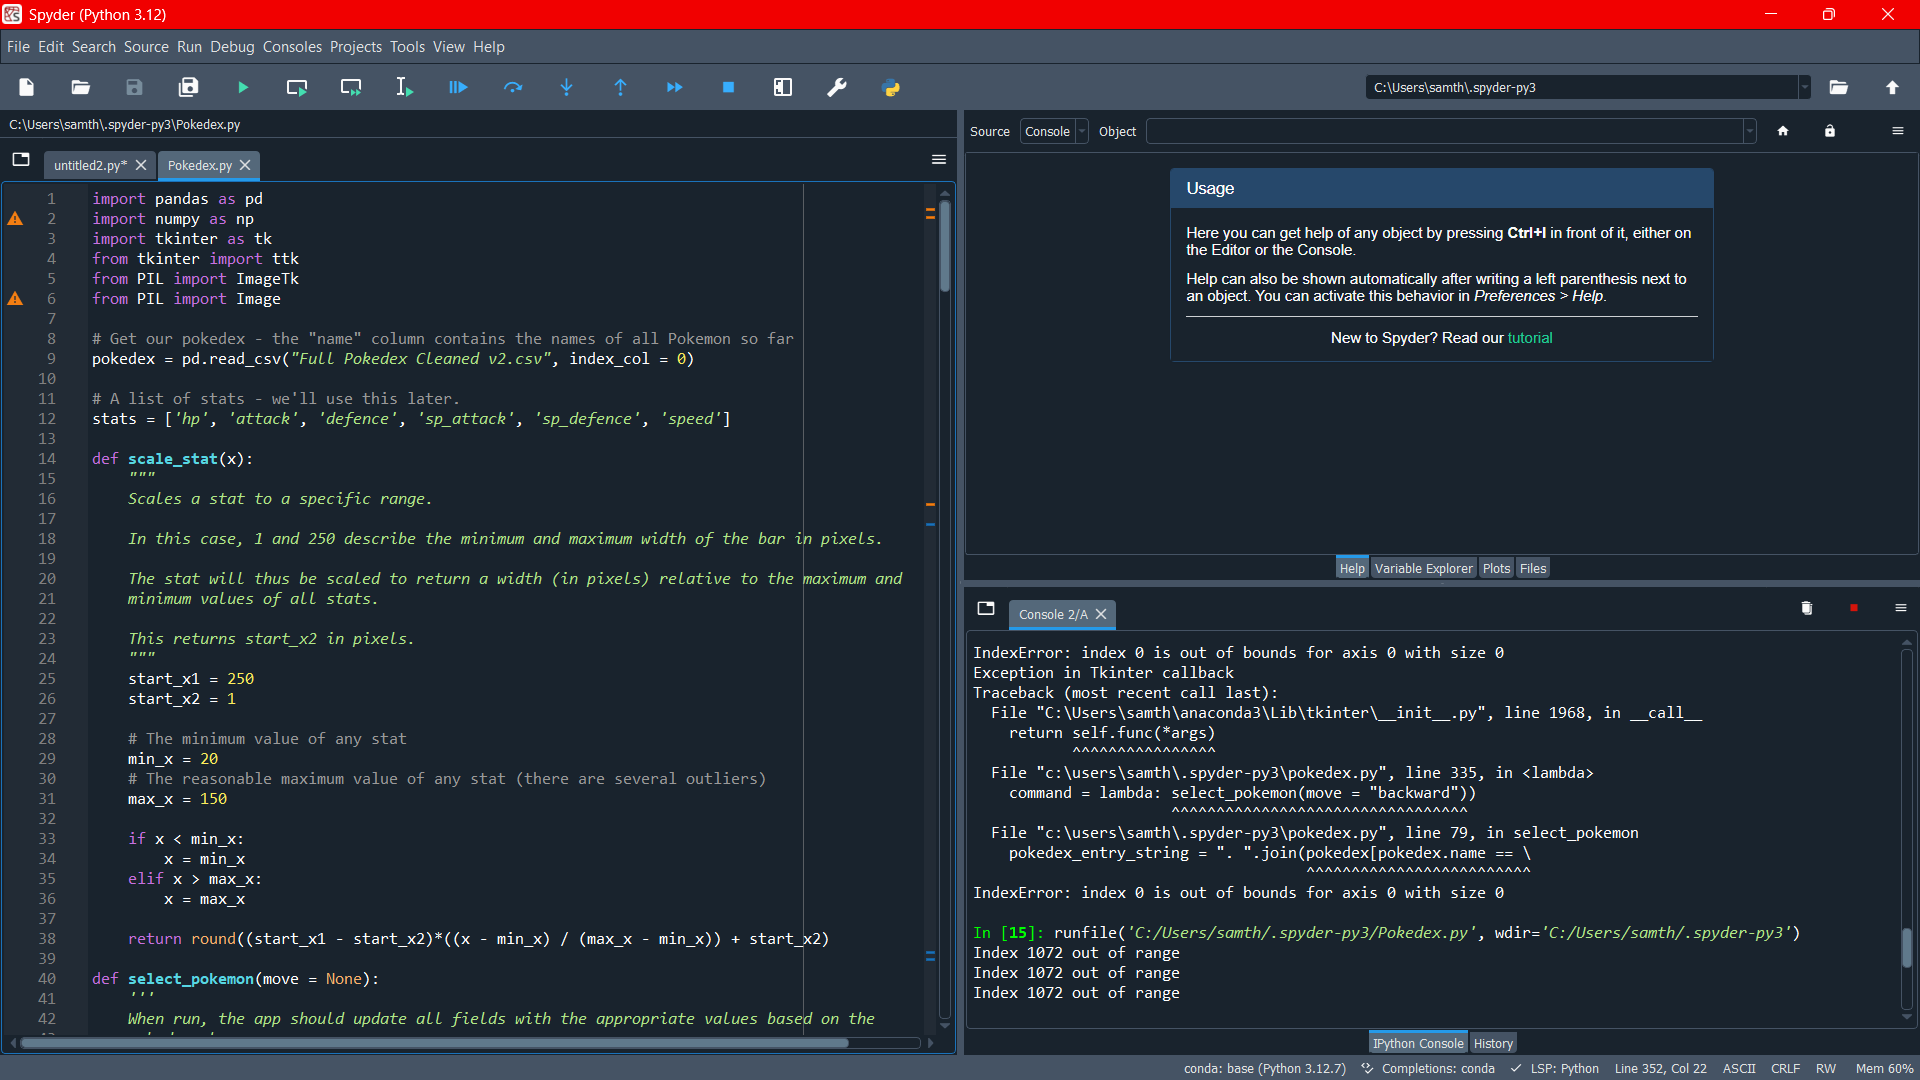 Spyder (Python 3.12)
File Edit Search Source Run Debug Consoles Projects Tools View Help
C:\Users\samth\.spyder-py3
C:\Users\samth\.spyder-py3\Pokedex.py
untitled2.py* Pokedex.py
1 import pandas as pd
2 import numpy as np
3 import tkinter as tk
4 from tkinter import ttk
5 from PIL import ImageTk
6 from PIL import Image
7
8 # Get our pokedex - the "name" column contains the names of all Pokemon so far
9 pokedex = pd.read_csv("Full Pokedex Cleaned v2.csv", index_col = 0)
10
11 # A list of stats - we'll use this later.
12 stats = ['hp', 'attack', 'defence', 'sp_attack', 'sp_defence', 'speed']
13
14 def scale_stat(x):
15 """
16 Scales a stat to a specific range.
17
18 In this case, 1 and 250 describe the minimum and maximum width of the bar in pixels.
19
20 The stat will thus be scaled to return a width (in pixels) relative to the maximum and
21 minimum values of all stats.
22
23 This returns start_x2 in pixels.
24 """
25 start_x1 = 250
26 start_x2 = 1
27
28 # The minimum value of any stat
29 min_x = 20
30 # The reasonable maximum value of any stat (there are several outliers)
31 max_x = 150
32
33 if x < min_x:
34 x = min_x
35 elif x > max_x:
36 x = max_x
37
38 return round((start_x1 - start_x2)*((x - min_x) / (max_x - min_x)) + start_x2)
39
40 def select_pokemon(move = None):
41 '''
42 When run, the app should update all fields with the appropriate values based on the
Source Console Object
Usage
Here you can get help of any object by pressing Ctrl+I in front of it, either on
the Editor or the Console.
Help can also be shown automatically after writing a left parenthesis next to
an object. You can activate this behavior in Preferences > Help.
New to Spyder? Read our tutorial
Help Variable Explorer Plots Files
Console 2/A
IndexError: index 0 is out of bounds for axis 0 with size 0
Exception in Tkinter callback
Traceback (most recent call last):
File "C:\Users\samth\anaconda3\Lib\tkinter\__init__.py", line 1968, in __call__
return self.func(*args)
^^^^^^^^^^^^^^^^
File "c:\users\samth\.spyder-py3\pokedex.py", line 335, in <lambda>
command = lambda: select_pokemon(move = "backward"))
^^^^^^^^^^^^^^^^^^^^^^^^^^^^^^^^^
File "c:\users\samth\.spyder-py3\pokedex.py", line 79, in select_pokemon
pokedex_entry_string = ". ".join(pokedex[pokedex.name == \
^^^^^^^^^^^^^^^^^^^^^^^^^
IndexError: index 0 is out of bounds for axis 0 with size 0
In [15]: runfile('C:/Users/samth/.spyder-py3/Pokedex.py', wdir='C:/Users/samth/.spyder-py3')
Index 1072 out of range
Index 1072 out of range
Index 1072 out of range
IPython Console History
conda: base (Python 3.12.7) Completions: conda LSP: Python Line 352, Col 22 ASCII CRLF RW Mem 60%